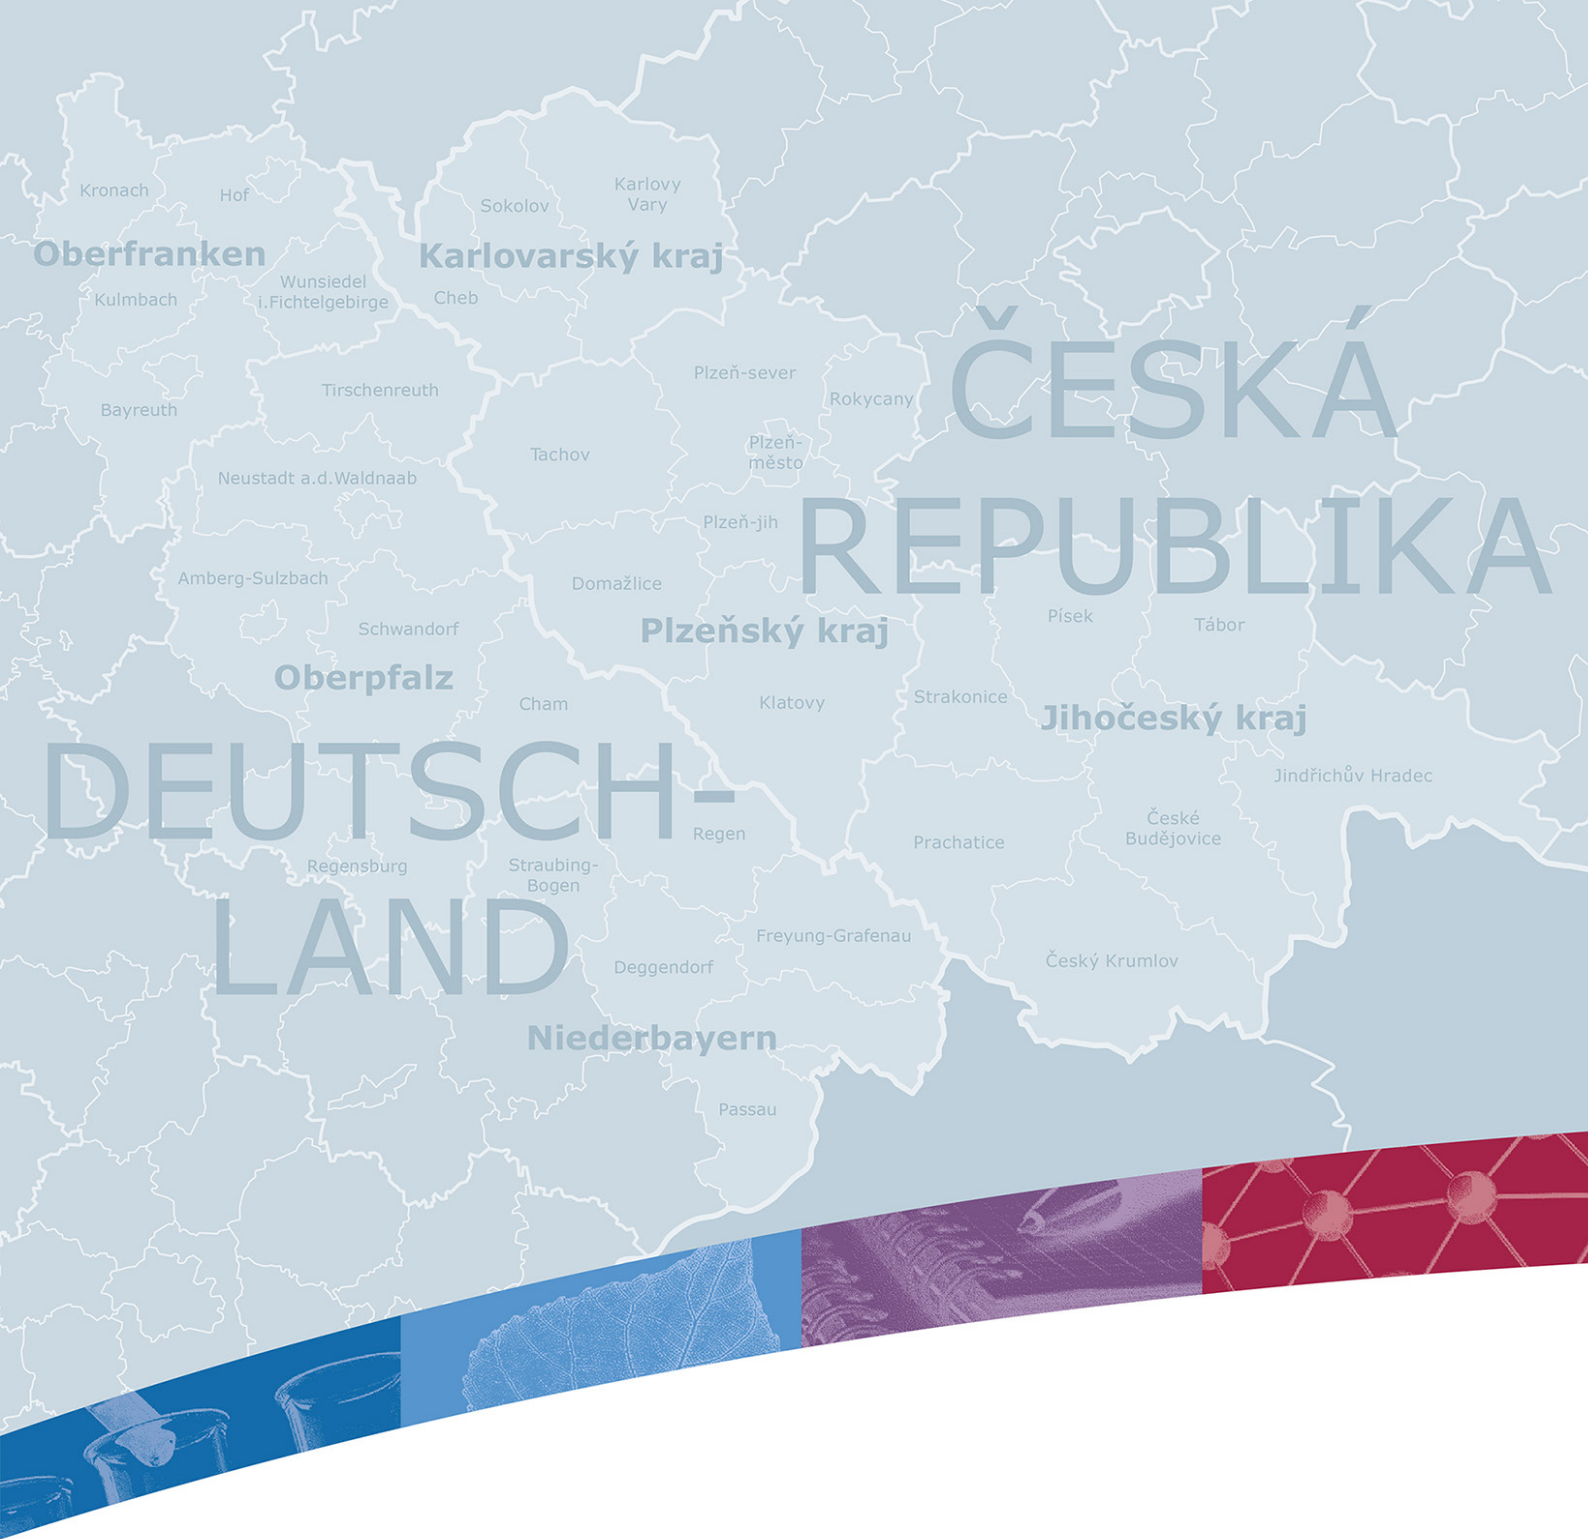 Kronach
Hof
Oberfranken
Wunsiedel
i.Fichtelgebirge
Kulmbach
Bayreuth
Sokolov
Karlovy
Vary
Karlovarský kraj
Cheb
Tirschenreuth
Neustadt a.d.Waldnaab
Plzeň-sever
Rokycany
Tachov
Plzeň-
město
Plzeň-jih
ČESKÁ
REPUBLIKA
Amberg-Sulzbach
Schwandorf
Oberpfalz
Cham
Domažlice
Plzeňský kraj
Klatovy
Písek
Tábor
Strakonice
Jihočeský kraj
Jindřichův Hradec
České
Budějovice
Prachatice
Český Krumlov
DEUTSCH-
LAND
Regen
Regensburg
Straubing-
Bogen
Freyung-Grafenau
Deggendorf
Niederbayern
Passau